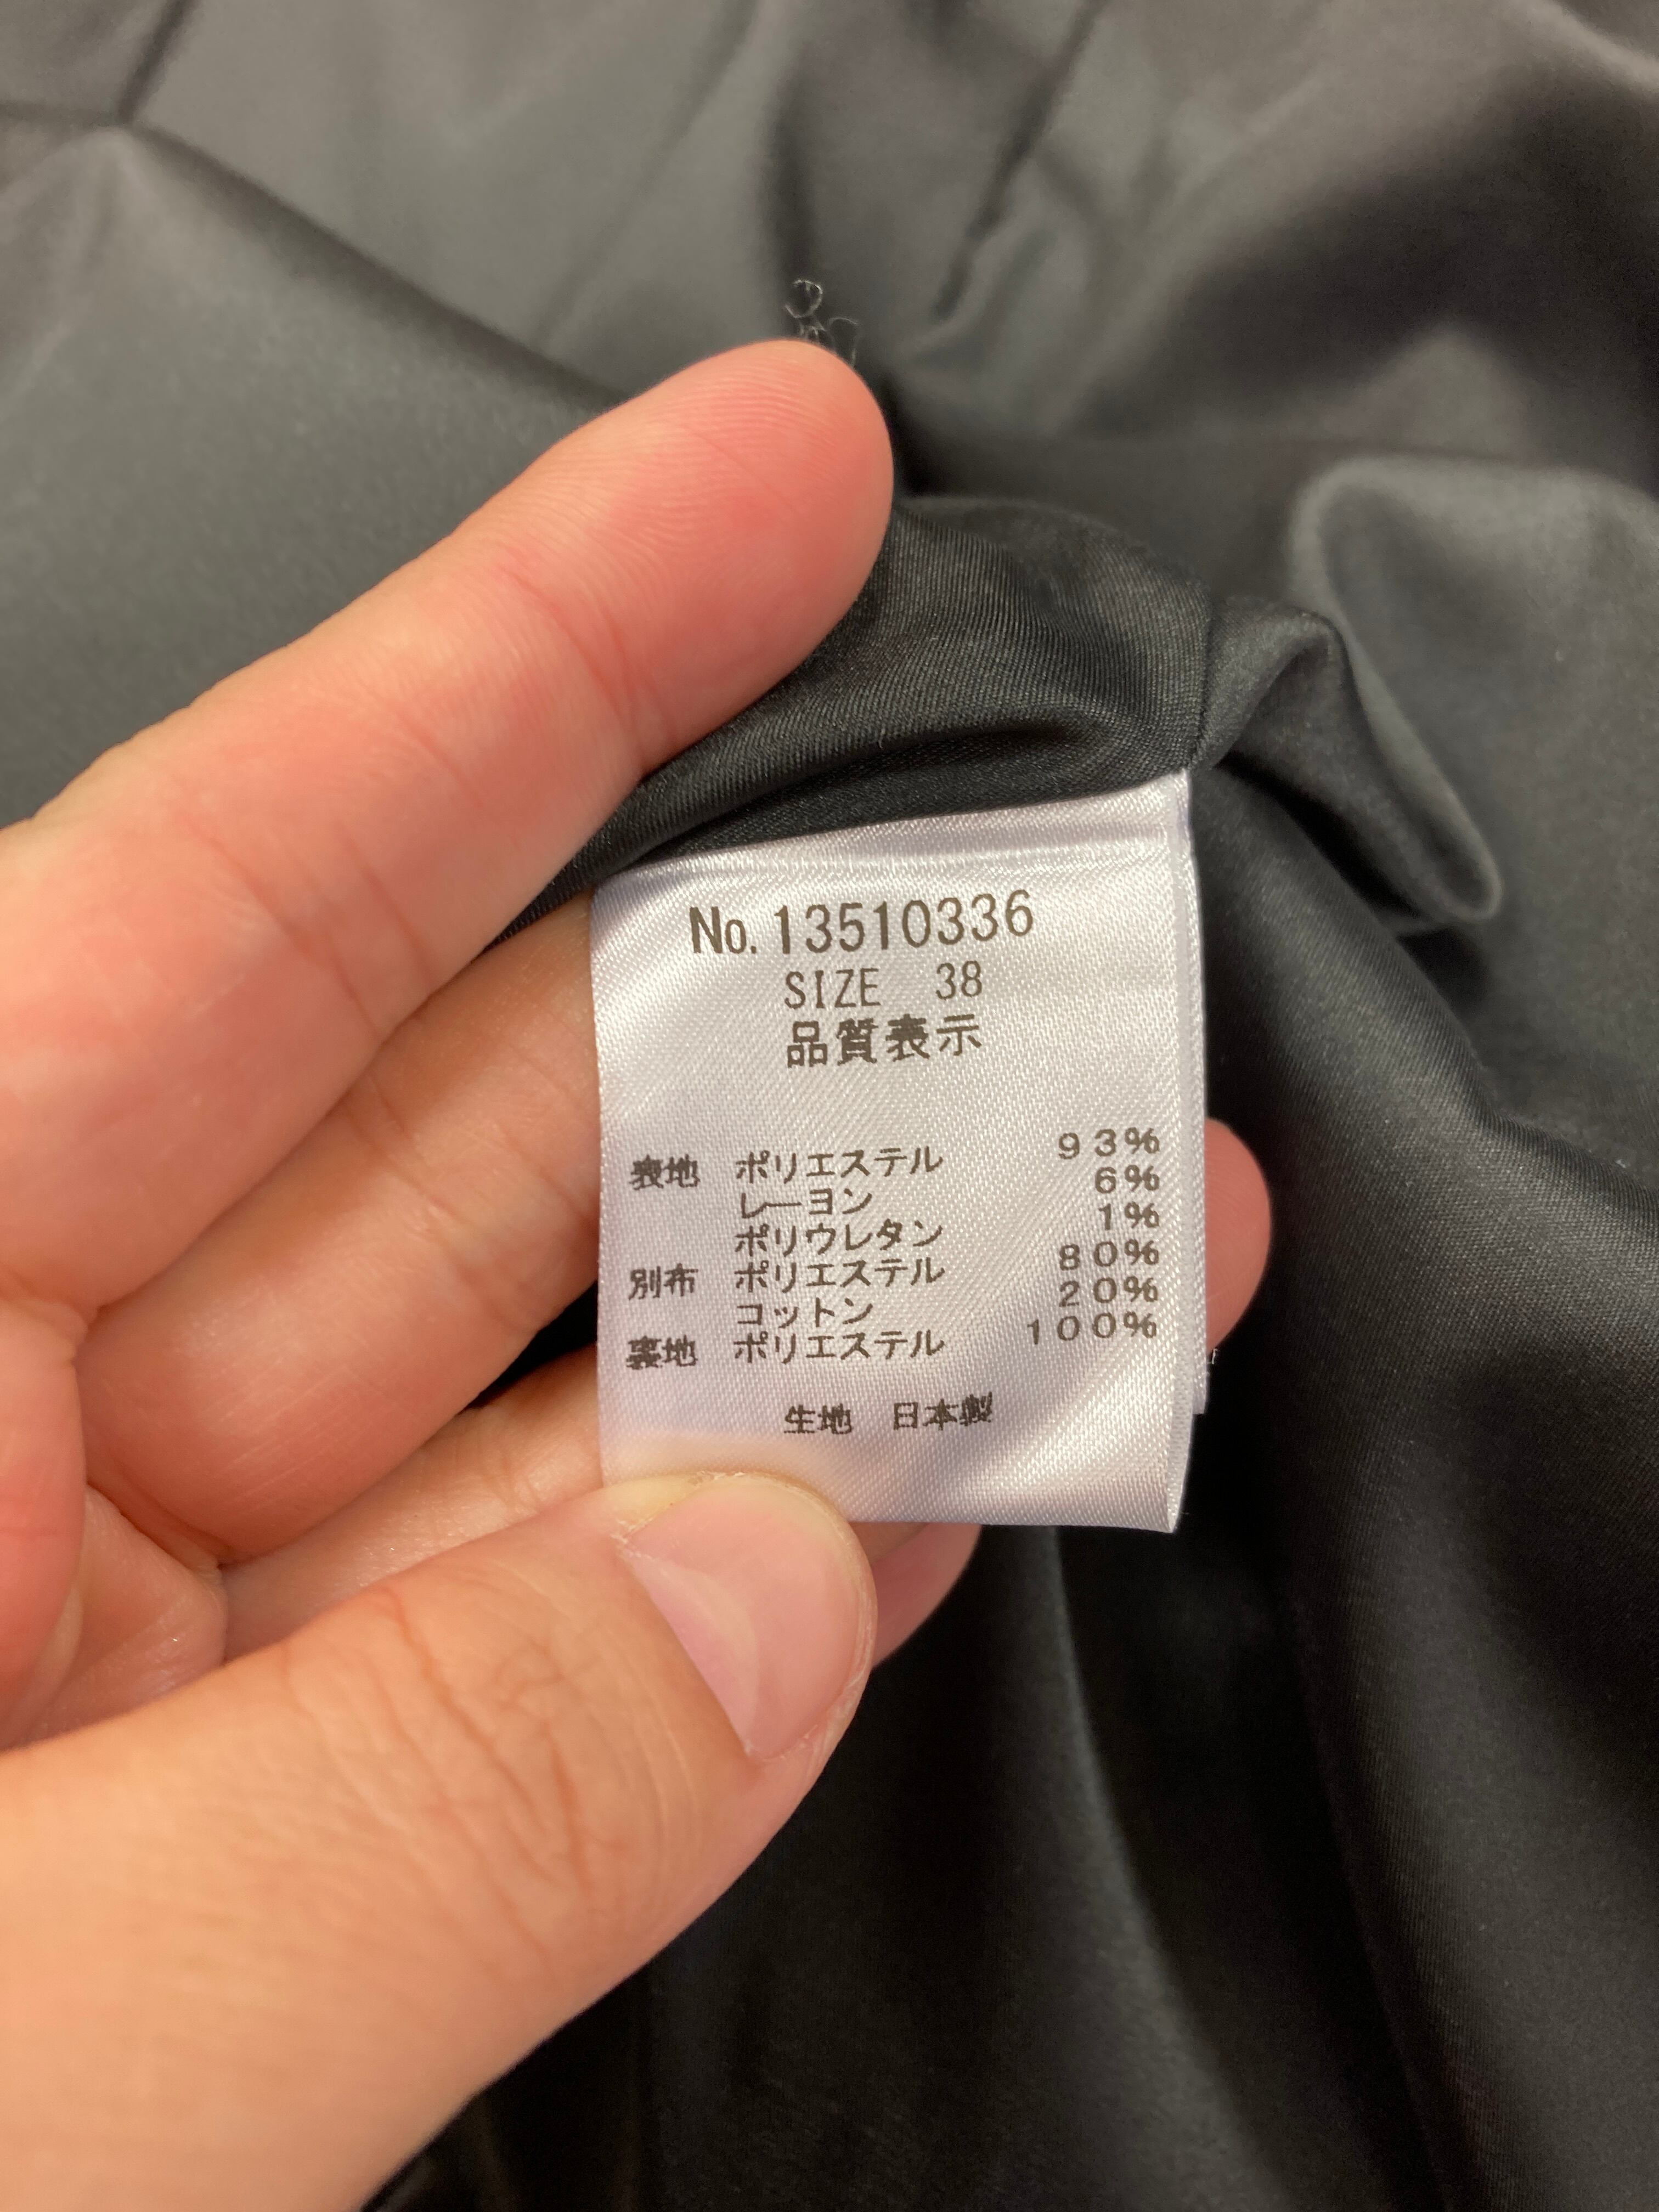 No.13510336
SIZE 38
品質表示
表地 ポリエステル 93%
レーヨン 6%
ポリウレタン 1%
別布 ポリエステル 80%
コットン 20%
裏地 ポリエステル 100%
生地 日本製